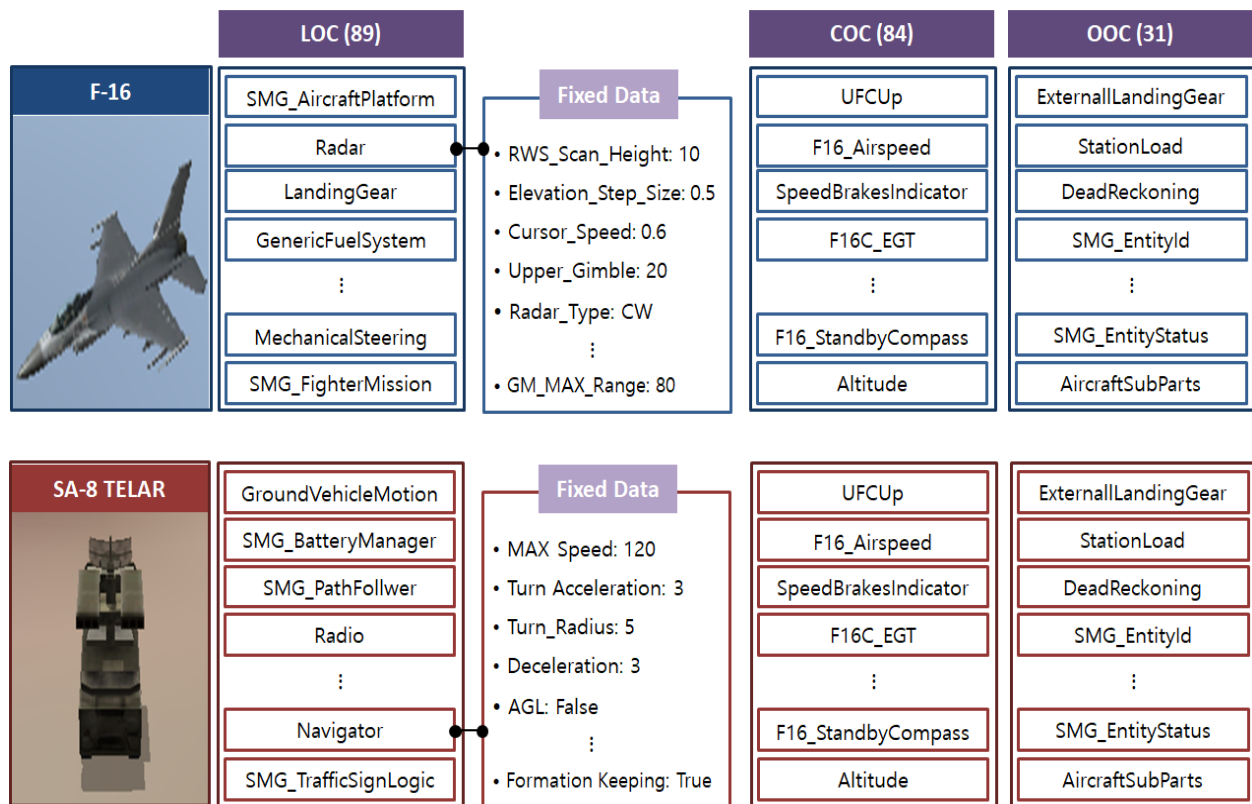 LOC (89)
COC (84)
OOC (31)
F-16
SMG_AircraftPlatform
Radar
LandingGear
GenericFuelSystem
⋮
MechanicalSteering
SMG_FighterMission
Fixed Data
• RWS_Scan_Height: 10
• Elevation_Step_Size: 0.5
• Cursor_Speed: 0.6
• Upper_Gimble: 20
• Radar_Type: CW
⋮
• GM_MAX_Range: 80
UFCUp
F16_Airspeed
SpeedBrakesIndicator
F16C_EGT
⋮
F16_StandbyCompass
Altitude
ExternallLandingGear
StationLoad
DeadReckoning
SMG_EntityId
⋮
SMG_EntityStatus
AircraftSubParts
SA-8 TELAR
GroundVehicleMotion
SMG_BatteryManager
SMG_PathFollwer
Radio
⋮
Navigator
SMG_TrafficSignLogic
Fixed Data
• MAX Speed: 120
• Turn Acceleration: 3
• Turn_Radius: 5
• Deceleration: 3
• AGL: False
⋮
• Formation Keeping: True
UFCUp
F16_Airspeed
SpeedBrakesIndicator
F16C_EGT
⋮
F16_StandbyCompass
Altitude
ExternallLandingGear
StationLoad
DeadReckoning
SMG_EntityId
⋮
SMG_EntityStatus
AircraftSubParts